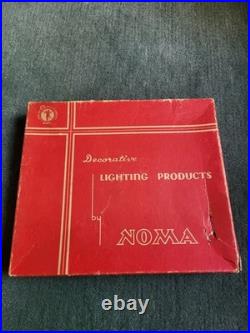 Decorative
LIGHTING PRODUCTS
by
NOMA